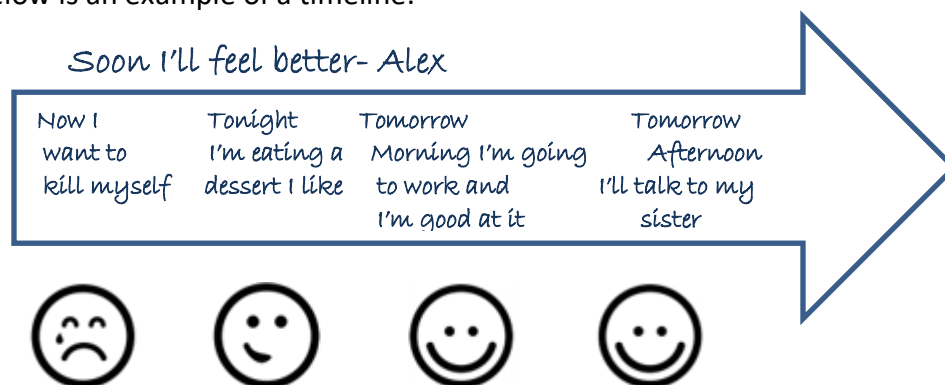 below is an example of a timeline:
Soon I'll feel better- Alex
Now I
want to
kill myself
Tonight
I'm eating a
dessert I like
Tomorrow
Morning I'm going
to work and
I'm good at it
Tomorrow
Afternoon
I'll talk to my
sister